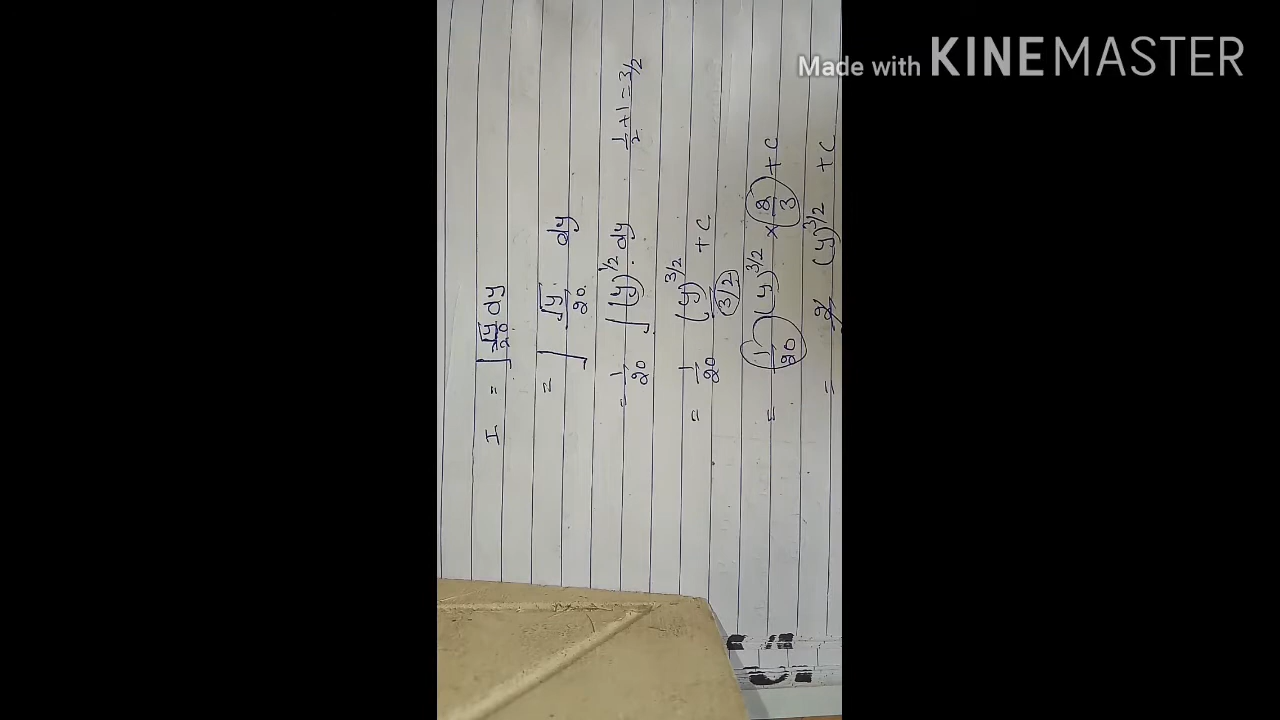 Made with KINEMASTER
I = ∫ √y/20 dy
= ∫ √y/20 dy
= 1/20 ∫ (y)^1/2 . dy 1/2 + 1 = 3/2
= 1/20 (y)^3/2 / (3/2) + C
= 1/20 (y)^3/2 × 2/3 + C
= (y)^3/2 + C